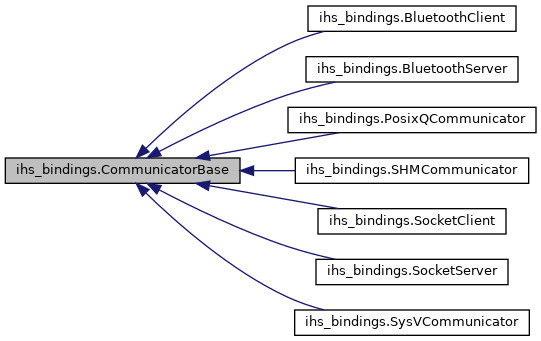 ihs_bindings.BluetoothClient
ihs_bindings.BluetoothServer
ihs_bindings.PosixQCommunicator
ihs_bindings.CommunicatorBase
ihs_bindings.SHMCommunicator
ihs_bindings.SocketClient
ihs_bindings.SocketServer
ihs_bindings.SysVCommunicator